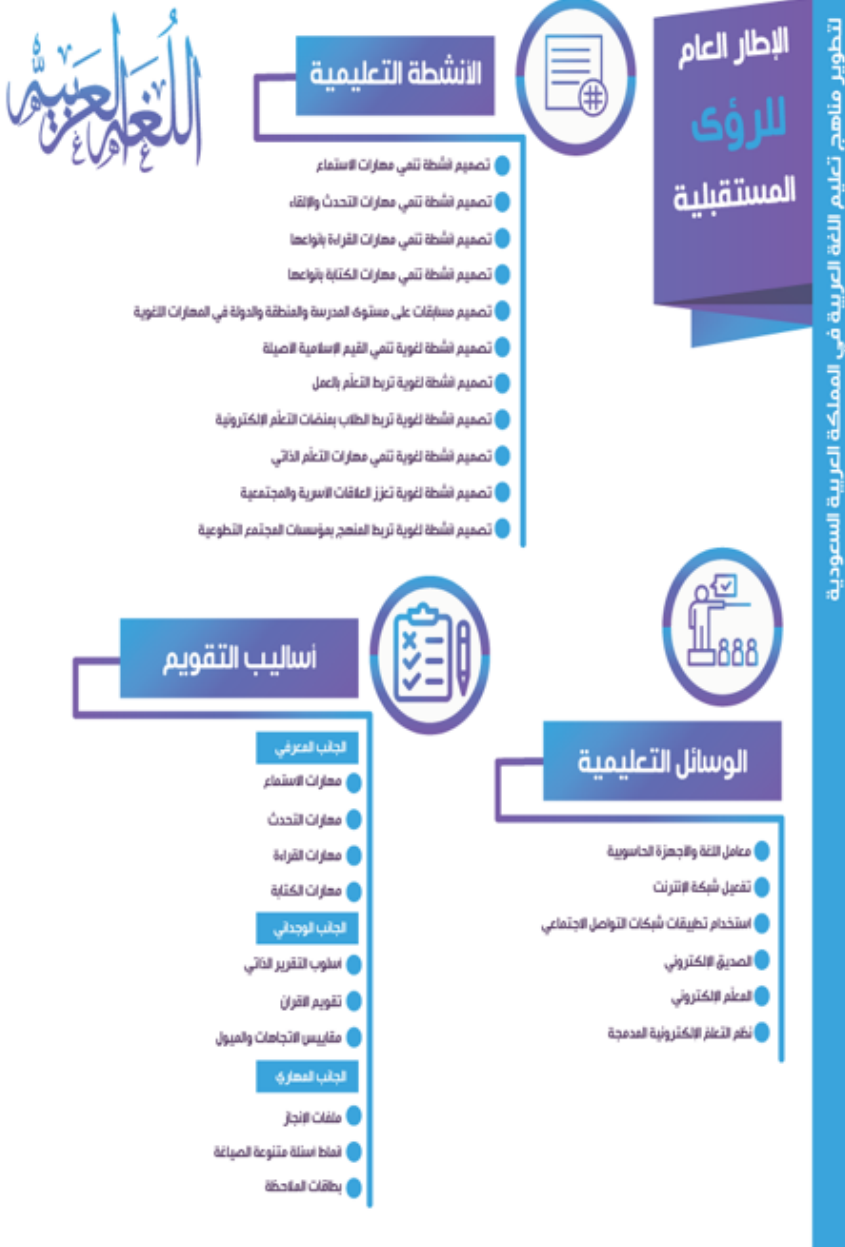 الإطار العام
للرؤى
المستقبلية
لتطوير مناهج تعليم اللغة العربية في المملكة العربية السعودية
اللغة العربية
الأنشطة التعليمية
تصميم أنشطة تنمي مهارات الاستماع
تصميم أنشطة تنمي مهارات التحدث والإلقاء
تصميم أنشطة تنمي مهارات القراءة بأنواعها
تصميم أنشطة تنمي مهارات الكتابة بأنواعها
تصميم مسابقات على مستوى المدرسة والمنطقة والدولة في المهارات اللغوية
تصميم أنشطة لغوية تنمي القيم الإسلامية الأصيلة
تصميم أنشطة لغوية تربط التعلّم بالعمل
تصميم أنشطة لغوية تربط الطلاب بمنصات التعلّم الإلكترونية
تصميم أنشطة لغوية تنمي مهارات التعلّم الذاتي
تصميم أنشطة لغوية تعزز العلاقات الأسرية والمجتمعية
تصميم أنشطة لغوية تربط المنهج بمؤسسات المجتمع التطوعية
الوسائل التعليمية
معامل اللغة والأجهزة الحاسوبية
تفعيل شبكة الإنترنت
استخدام تطبيقات شبكات التواصل الاجتماعي
الصديق الإلكتروني
المعلّم الإلكتروني
نظم التعلم الإلكترونية المدمجة
أساليب التقويم
الجانب المعرفي
مهارات الاستماع
مهارات التحدث
مهارات القراءة
مهارات الكتابة
الجانب الوجداني
أسلوب التقرير الذاتي
تقويم الأقران
مقاييس الاتجاهات والميول
الجانب المهاري
ملفات الإنجاز
أنماط أسئلة متنوعة الصياغة
بطاقات الملاحظة